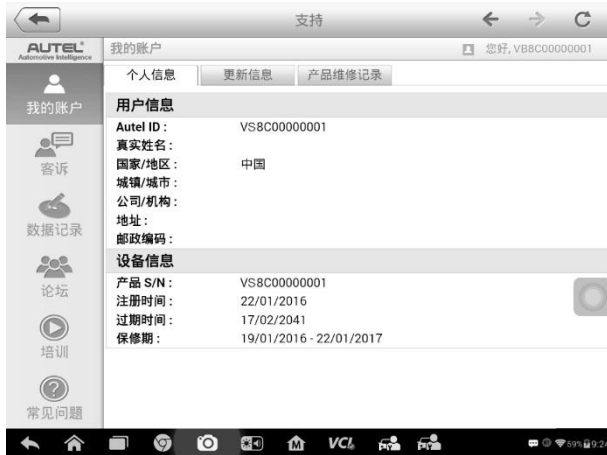 支持
AUTEL
Automotive Intelligence
我的账户
您好, VB8C00000001
个人信息
更新信息
产品维修记录
我的账户
客诉
数据记录
论坛
培训
常见问题
用户信息
Autel ID : VS8C00000001
真实姓名 :
国家/地区 : 中国
城镇/城市 :
公司/机构 :
地址 :
邮政编码 :
设备信息
产品 S/N : VS8C00000001
注册时间 : 22/01/2016
过期时间 : 17/02/2041
保修期 : 19/01/2016 - 22/01/2017
M
VCI
59%
9:24